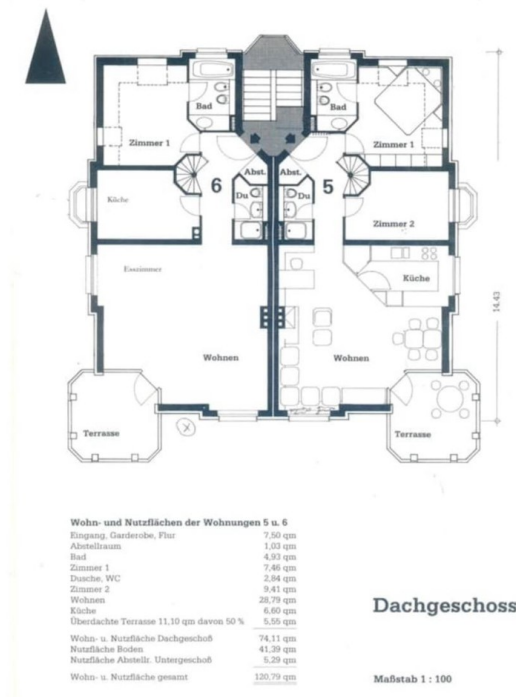 Bad
Bad
Zimmer 1
Zimmer 1
Abst.
Abst.
6
5
Du
Du
Küche
Zimmer 2
Esszimmer
Küche
14.43
Wohnen
Wohnen
Terrasse
Terrasse
Wohn- und Nutzflächen der Wohnungen 5 u. 6
Eingang, Garderobe, Flur 7,50 qm
Abstellraum 1,03 qm
Bad 4,93 qm
Zimmer 1 7,46 qm
Dusche, WC 2,84 qm
Zimmer 2 9,41 qm
Wohnen 28,79 qm
Küche 6,60 qm
Überdachte Terrasse 11,10 qm davon 50 % 5,55 qm
Wohn- u. Nutzfläche Dachgeschoß 74,11 qm
Nutzfläche Boden 41,39 qm
Nutzfläche Abstellr. Untergeschoß 5,29 qm
Wohn- u. Nutzfläche gesamt 120,79 qm
Dachgeschoss
Maßstab 1 : 100